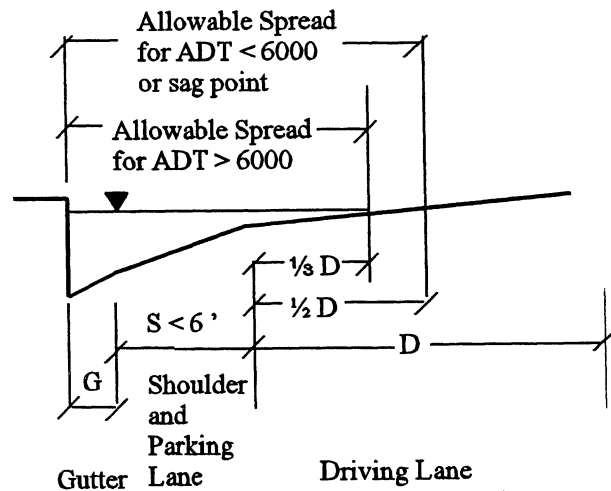 Allowable Spread
for ADT < 6000
or sag point
Allowable Spread
for ADT > 6000
⅓ D
½ D
S < 6 '
D
G
Shoulder
and
Parking
Lane
Gutter
Driving Lane